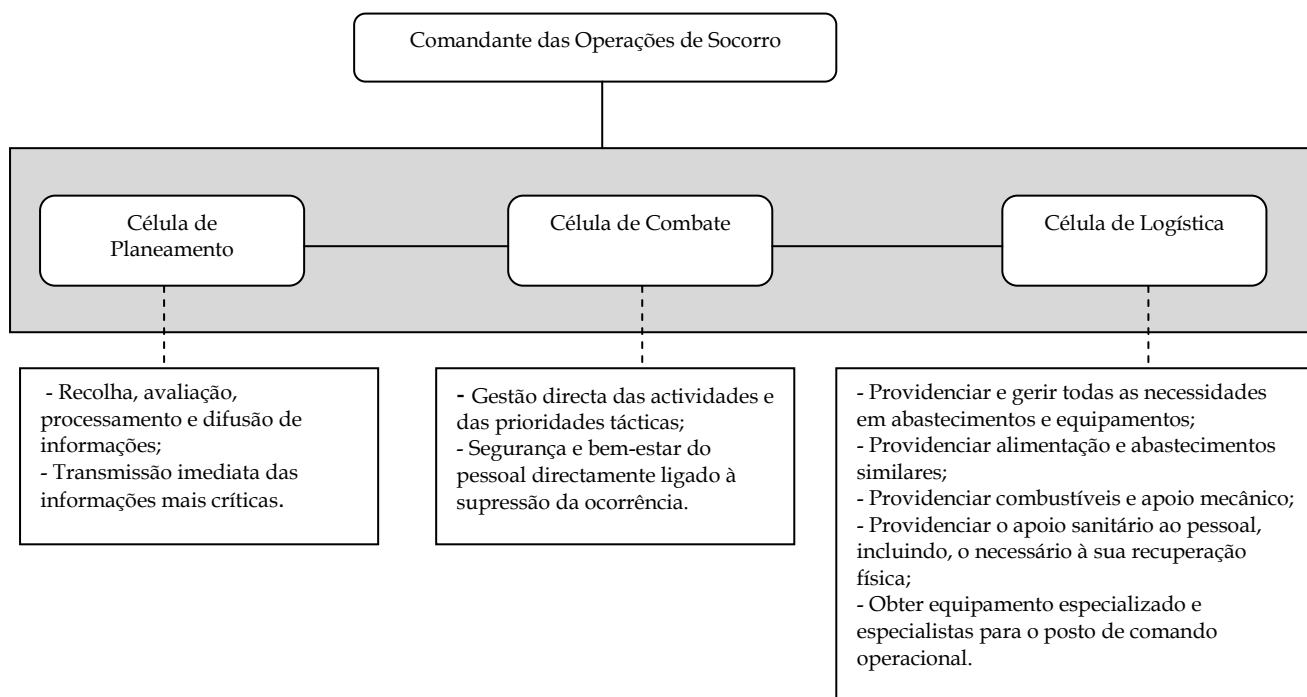 Comandante das Operações de Socorro
Célula de
Planeamento
Célula de Combate
Célula de Logística
- Recolha, avaliação,
processamento e difusão de
informações;
- Transmissão imediata das
informações mais críticas.
- Gestão directa das actividades e
das prioridades tácticas;
- Segurança e bem-estar do
pessoal directamente ligado à
supressão da ocorrência.
- Providenciar e gerir todas as necessidades
em abastecimentos e equipamentos;
- Providenciar alimentação e abastecimentos
similares;
- Providenciar combustíveis e apoio mecânico;
- Providenciar o apoio sanitário ao pessoal,
incluindo, o necessário à sua recuperação
física;
- Obter equipamento especializado e
especialistas para o posto de comando
operacional.